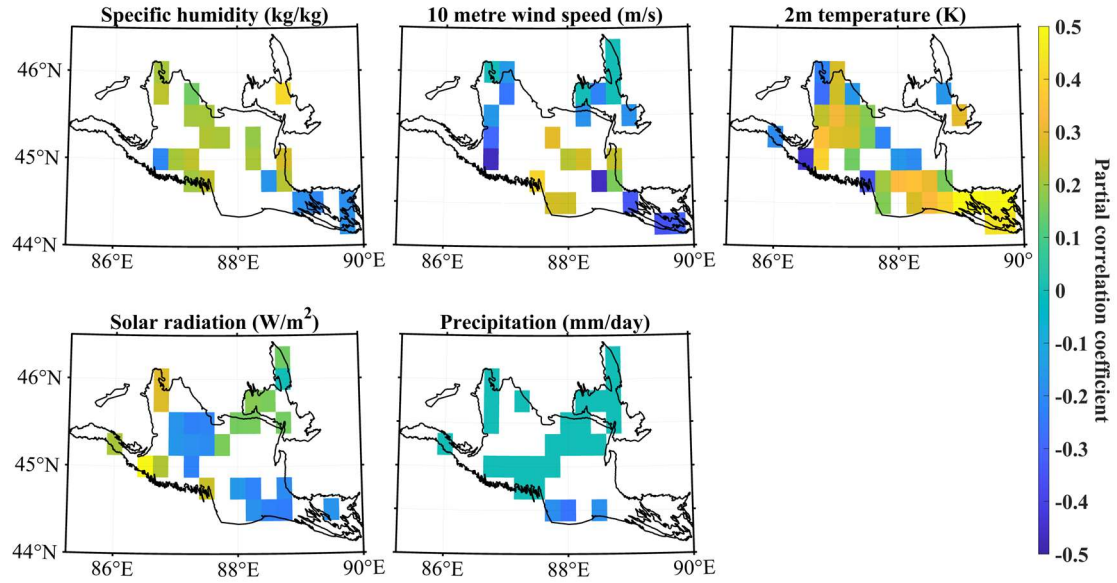 Specific humidity (kg/kg)
10 metre wind speed (m/s)
2m temperature (K)
46°N
45°N
44°N
86°E
88°E
90°E
86°E
88°E
90°E
86°E
88°E
90°E
Solar radiation (W/m²)
Precipitation (mm/day)
46°N
45°N
44°N
86°E
88°E
90°E
86°E
88°E
90°E
0.5
0.4
0.3
0.2
0.1
0
-0.1
-0.2
-0.3
-0.4
-0.5
Partial correlation coefficient